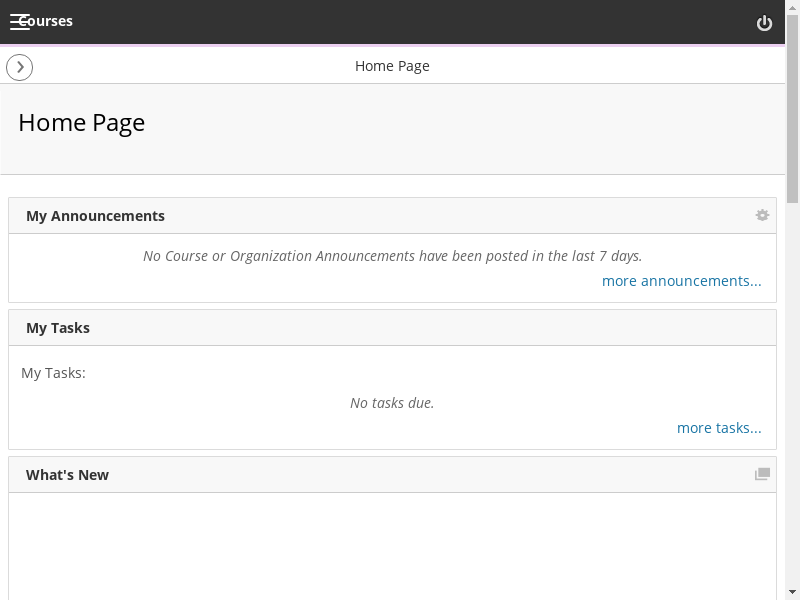 Courses
Home Page
Home Page
My Announcements
No Course or Organization Announcements have been posted in the last 7 days.
more announcements...
My Tasks
My Tasks:
No tasks due.
more tasks...
What's New